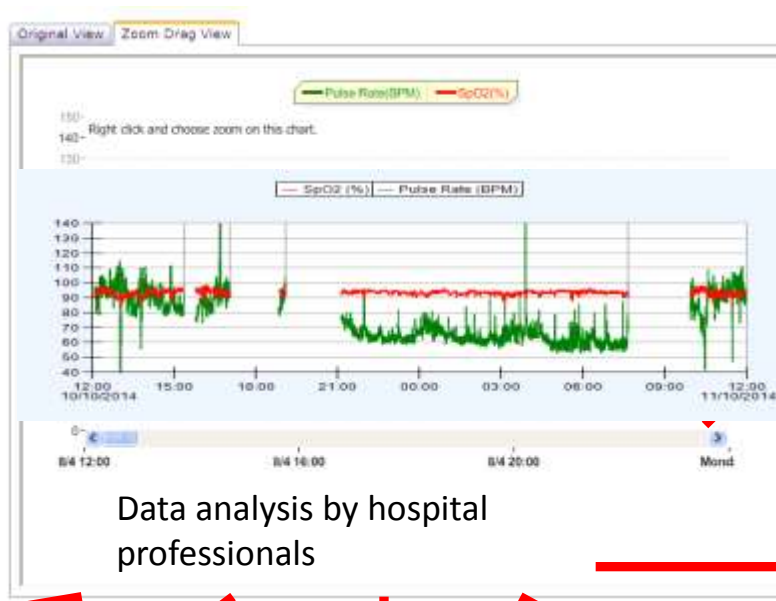 Original View Zoom Drag View
Pulse Rate(BPM) SpO2(%)
150
Right click and choose zoom on this chart.
140
130
SpO2 (%) Pulse Rate (BPM)
140
130
120
110
100
90
80
70
60
50
40
12:00 15:00 18:00 21:00 00:00 03:00 06:00 09:00 12:00
10/10/2014 11/10/2014
0
8/4 12:00 8/4 16:00 8/4 20:00 Mond
Data analysis by hospital
professionals